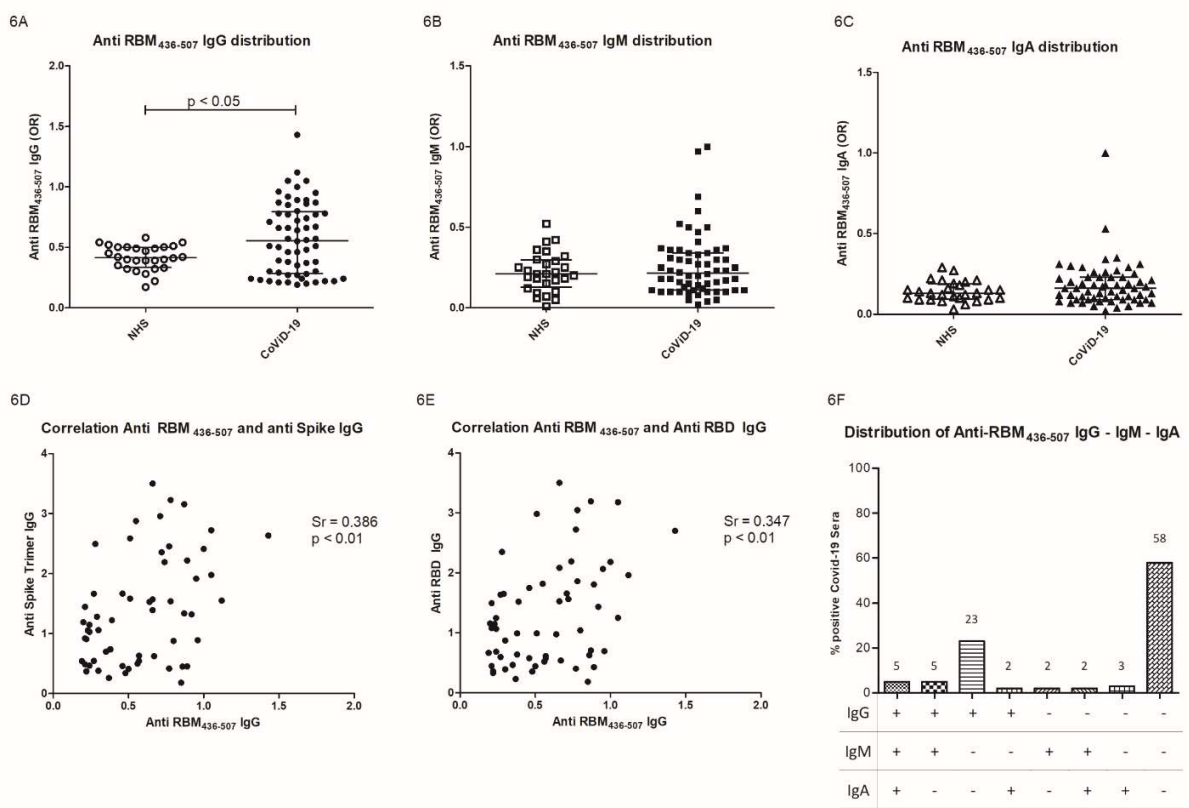 6A
Anti RBM436-507 IgG distribution
Anti RBM436-507 IgG (OR)
2.0
1.5
1.0
0.5
0.0
p < 0.05
NHS
CoViD-19
6B
Anti RBM436-507 IgM distribution
Anti RBM436-507 IgM (OR)
1.5
1.0
0.5
0.0
NHS
CoViD-19
6C
Anti RBM436-507 IgA distribution
Anti RBM436-507 IgA (OR)
1.5
1.0
0.5
0.0
NHS
CoViD-19
6D
Correlation Anti RBM 436-507 and anti Spike IgG
Anti Spike Trimer IgG
4
3
2
1
0
Sr = 0.386
p < 0.01
0.0 0.5 1.0 1.5 2.0
Anti RBM436-507 IgG
6E
Correlation Anti RBM 436-507 and Anti RBD IgG
Anti RBD IgG
4
3
2
1
0
Sr = 0.347
p < 0.01
0.0 0.5 1.0 1.5 2.0
Anti RBM436-507 IgG
6F
Distribution of Anti-RBM436-507 IgG - IgM - IgA
% positive Covid-19 Sera
100
80
60
40
20
0
5 5 23 2 2 2 3 58
IgG + + + + - - - -
IgM + + - - + + - -
IgA + - - + - + + -